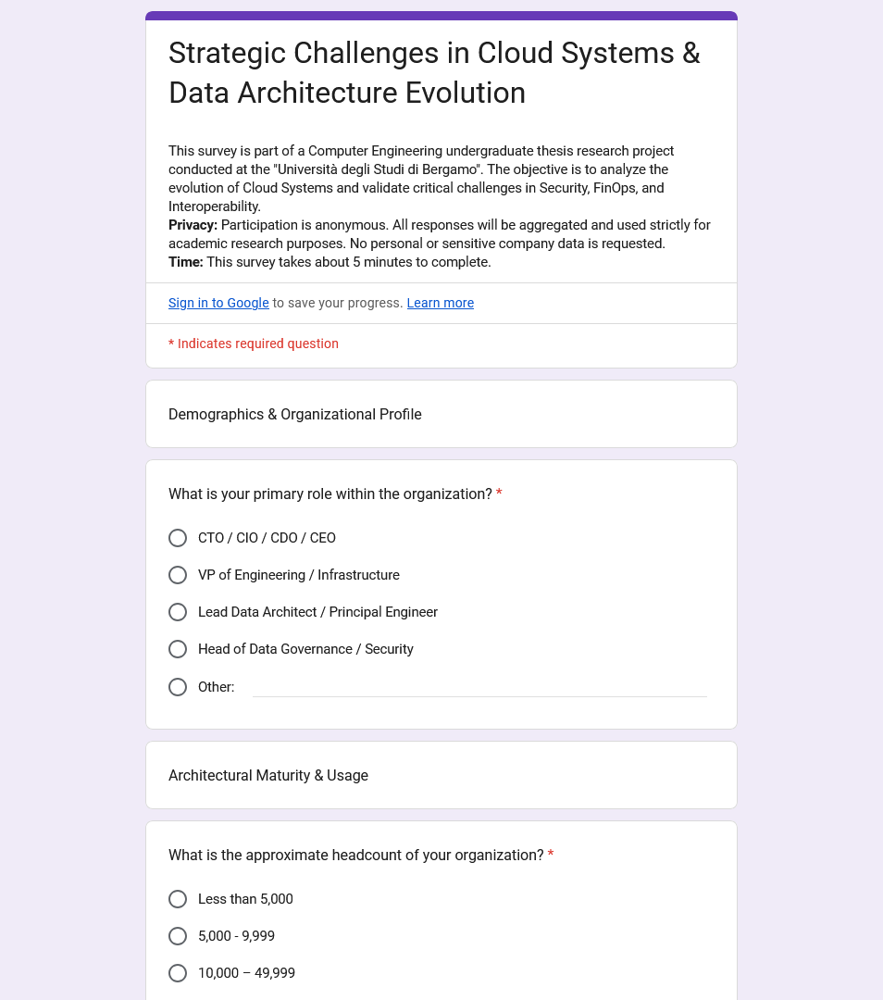 Strategic Challenges in Cloud Systems &
Data Architecture Evolution
This survey is part of a Computer Engineering undergraduate thesis research project
conducted at the "Università degli Studi di Bergamo". The objective is to analyze the
evolution of Cloud Systems and validate critical challenges in Security, FinOps, and
Interoperability.
Privacy: Participation is anonymous. All responses will be aggregated and used strictly for
academic research purposes. No personal or sensitive company data is requested.
Time: This survey takes about 5 minutes to complete.
Sign in to Google to save your progress. Learn more
* Indicates required question
Demographics & Organizational Profile
What is your primary role within the organization? *
CTO / CIO / CDO / CEO
VP of Engineering / Infrastructure
Lead Data Architect / Principal Engineer
Head of Data Governance / Security
Other:
Architectural Maturity & Usage
What is the approximate headcount of your organization? *
Less than 5,000
5,000 - 9,999
10,000 – 49,999